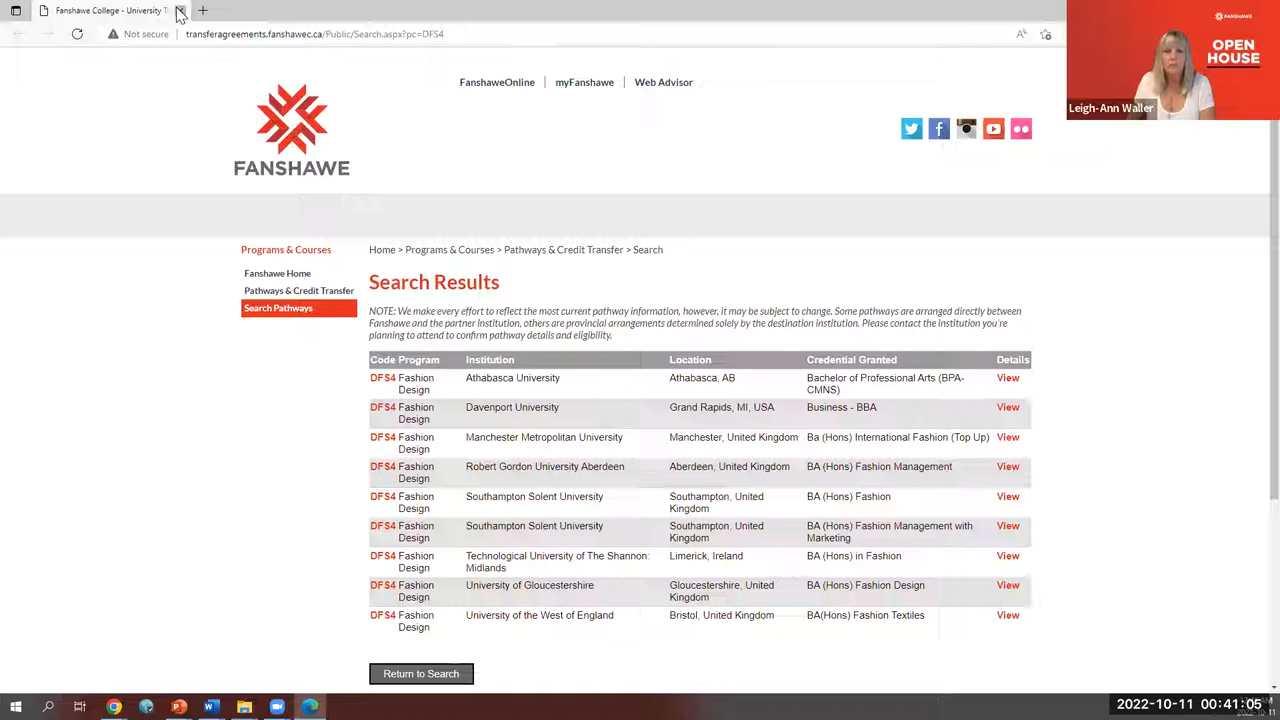 Fanshawe College - University T
Not secure
transferagreements.fanshawec.ca/Public/Search.aspx?pc=DFS4
FANSHAWE
OPEN
HOUSE
Leigh-Ann Waller
FanshaweOnline
myFanshawe
Web Advisor
FANSHAWE
Programs & Courses
Fanshawe Home
Pathways & Credit Transfer
Search Pathways
Home > Programs & Courses > Pathways & Credit Transfer > Search
Search Results
NOTE: We make every effort to reflect the most current pathway information, however, it may be subject to change. Some pathways are arranged directly between
Fanshawe and the partner institution, others are provincial arrangements determined solely by the destination institution. Please contact the institution you're
planning to attend to confirm pathway details and eligibility.
Code Program Institution Location Credential Granted Details
DFS4 Fashion Athabasca University Athabasca, AB Bachelor of Professional Arts (BPA- View
Design CMNS)
DFS4 Fashion Davenport University Grand Rapids, MI, USA Business - BBA View
Design
DFS4 Fashion Manchester Metropolitan University Manchester, United Kingdom Ba (Hons) International Fashion (Top Up) View
Design
DFS4 Fashion Robert Gordon University Aberdeen Aberdeen, United Kingdom BA (Hons) Fashion Management View
Design
DFS4 Fashion Southampton Solent University Southampton, United BA (Hons) Fashion View
Design Kingdom
DFS4 Fashion Southampton Solent University Southampton, United BA (Hons) Fashion Management with View
Design Kingdom Marketing
DFS4 Fashion Technological University of The Shannon: Limerick, Ireland BA (Hons) in Fashion View
Design Midlands
DFS4 Fashion University of Gloucestershire Gloucestershire, United BA (Hons) Fashion Design View
Design Kingdom
DFS4 Fashion University of the West of England Bristol, United Kingdom BA(Hons) Fashion Textiles View
Design
Return to Search
2022-10-11 00:41:05